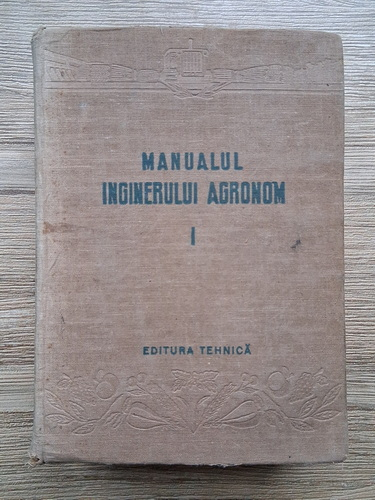 MANUALUL
INGINERULUI AGRONOM
I
EDITURA TEHNICĂ